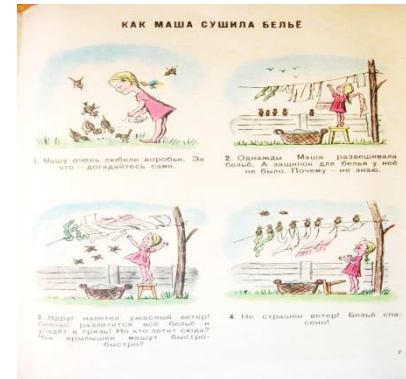 КАК МАША СУШИЛА БЕЛЬЁ
1. Машу очень любили воробьи. За
что — догадайтесь сами.
2. Однажды Маша развешивала
бельё. А защипок для белья у неё
не было. Почему — не знаю.
3 Вдруг налетел ужасный ветер!
Сейчас разлетится всё бельё и
упадёт в грязь! Но кто летит сюда?
Чьи крылышки машут быстро-
быстро?
4. Не страшен ветер! Бельё спа-
сено!
7